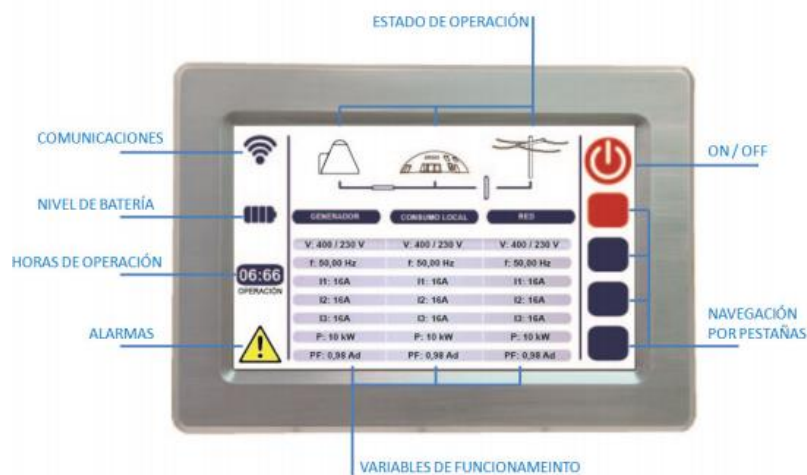 ESTADO DE OPERACIÓN
COMUNICACIONES
ON / OFF
NIVEL DE BATERÍA
GENERADOR CONSUMO LOCAL RED
V: 400 / 230 V V: 400 / 230 V V: 400 / 230 V
f: 50,00 Hz f: 50,00 Hz f: 50,00 Hz
HORAS DE OPERACIÓN
06:66
OPERACIÓN
I1: 16A I1: 16A I1: 16A
I2: 16A I2: 16A I2: 16A
I3: 16A I3: 16A I3: 16A
ALARMAS
NAVEGACIÓN
POR PESTAÑAS
P: 10 kW P: 10 kW P: 10 kW
PF: 0,98 Ad PF: 0,98 Ad PF: 0,98 Ad
VARIABLES DE FUNCIONAMEINTO